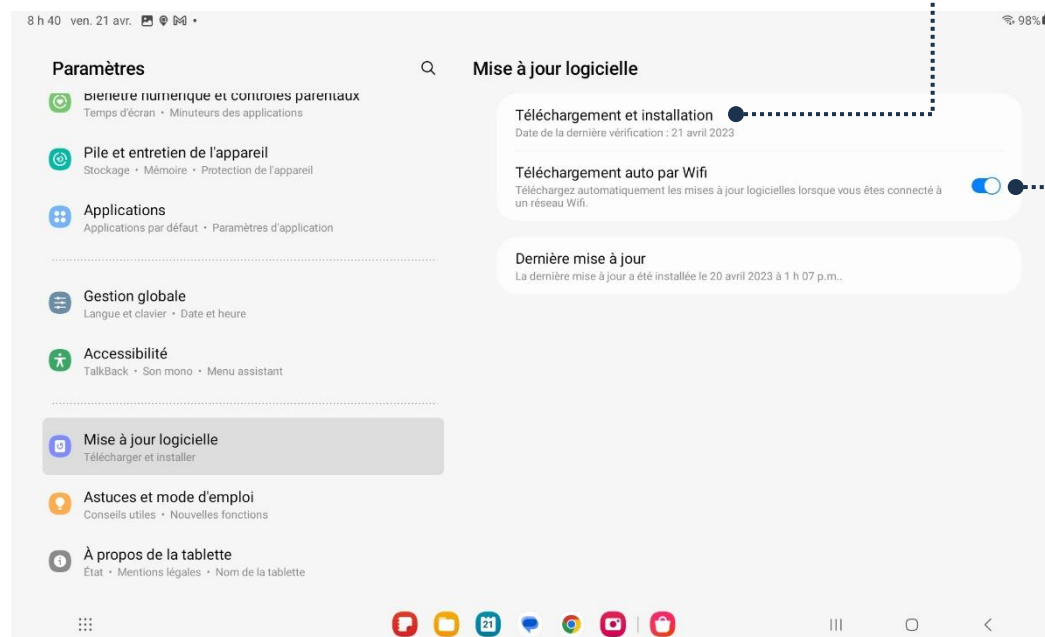 8 h 40 ven. 21 avr.
98%
Paramètres
Mise à jour logicielle
Bienêtre numérique et contrôles parentaux
Temps d'écran • Minuteurs des applications
Pile et entretien de l'appareil
Stockage • Mémoire • Protection de l'appareil
Applications
Applications par défaut • Paramètres d'application
Gestion globale
Langue et clavier • Date et heure
Accessibilité
TalkBack • Son mono • Menu assistant
Mise à jour logicielle
Télécharger et installer
Astuces et mode d'emploi
Conseils utiles • Nouvelles fonctions
À propos de la tablette
État • Mentions légales • Nom de la tablette
Téléchargement et installation
Date de la dernière vérification : 21 avril 2023
Téléchargement auto par Wifi
Téléchargez automatiquement les mises à jour logicielles lorsque vous êtes connecté à
un réseau Wifi.
Dernière mise à jour
La dernière mise à jour a été installée le 20 avril 2023 à 1 h 07 p.m..
21